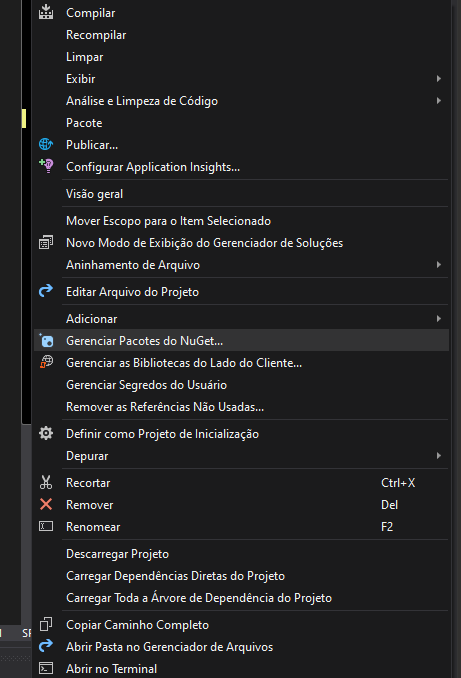 Compilar
Recompilar
Limpar
Exibir
Análise e Limpeza de Código
Pacote
Publicar...
Configurar Application Insights...
Visão geral
Mover Escopo para o Item Selecionado
Novo Modo de Exibição do Gerenciador de Soluções
Aninhamento de Arquivo
Editar Arquivo do Projeto
Adicionar
Gerenciar Pacotes do NuGet...
Gerenciar as Bibliotecas do Lado do Cliente...
Gerenciar Segredos do Usuário
Remover as Referências Não Usadas...
Definir como Projeto de Inicialização
Depurar
Recortar Ctrl+X
Remover Del
Renomear F2
Descarregar Projeto
Carregar Dependências Diretas do Projeto
Carregar Toda a Árvore de Dependência do Projeto
Copiar Caminho Completo
Abrir Pasta no Gerenciador de Arquivos
Abrir no Terminal